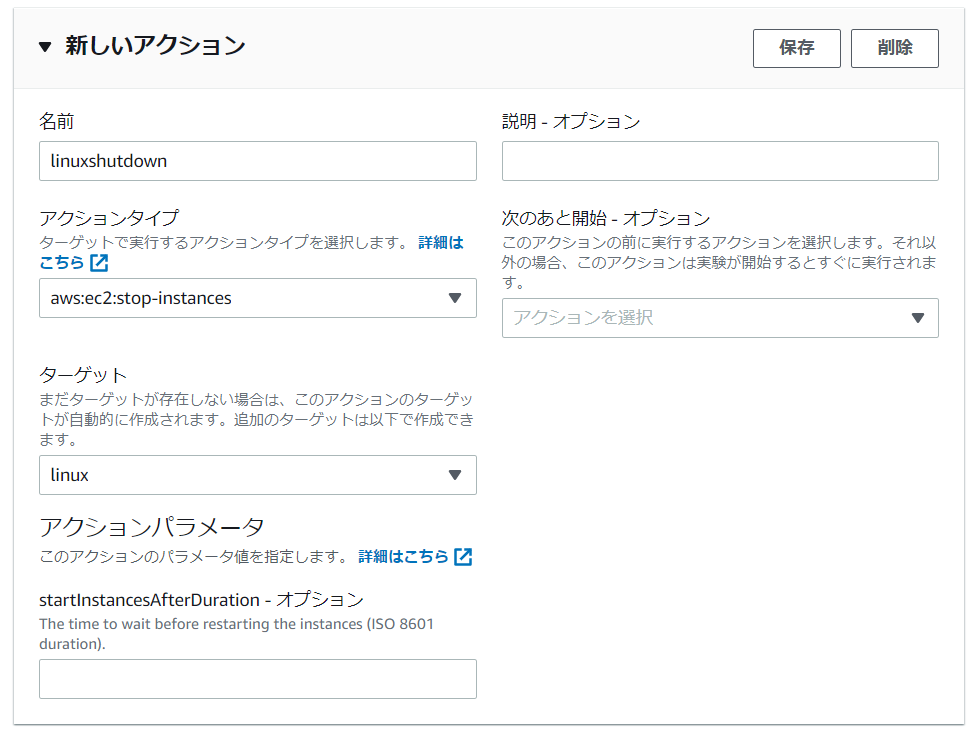 新しいアクション
保存
削除
名前
linuxshutdown
説明 - オプション
アクションタイプ
ターゲットで実行するアクションタイプを選択します。 詳細は
こちら
aws:ec2:stop-instances
次のあと開始 - オプション
このアクションの前に実行するアクションを選択します。それ以
外の場合、このアクションは実験が開始するとすぐに実行されま
す。
アクションを選択
ターゲット
まだターゲットが存在しない場合は、このアクションのターゲッ
トが自動的に作成されます。追加のターゲットは以下で作成でき
ます。
linux
アクションパラメータ
このアクションのパラメータ値を指定します。 詳細はこちら
startInstancesAfterDuration - オプション
The time to wait before restarting the instances (ISO 8601
duration).